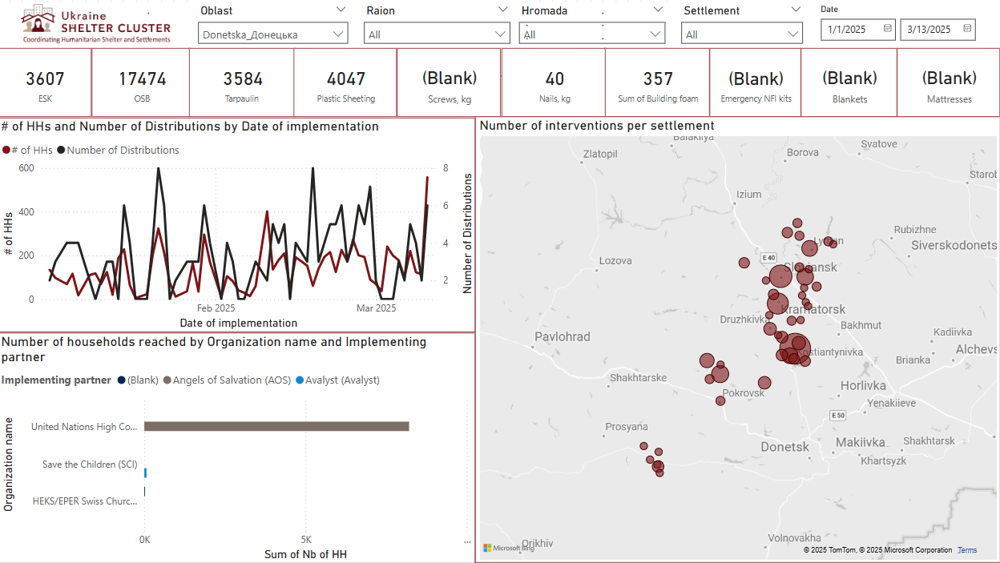 Ukraine
SHELTER CLUSTER
Coordinating Humanitarian Shelter and Settlements
Oblast
Donetska_Донецька
Raion
All
Hromada
All
Settlement
All
Date
1/1/2025
3/13/2025
3607
ESK
17474
OSB
3584
Tarpaulin
4047
Plastic Sheeting
(Blank)
Screws, kg
40
Nails, kg
357
Sum of Building foam
(Blank)
Emergency NFI kits
(Blank)
Blankets
(Blank)
Mattresses
# of HHs and Number of Distributions by Date of implementation
# of HHs
Number of Distributions
600
400
200
0
8
6
4
2
# of HHs
Number of Distributions
Feb 2025
Mar 2025
Date of implementation
Number of households reached by Organization name and Implementing
partner
Implementing partner
(Blank)
Angels of Salvation (AOS)
Avalyst (Avalyst)
Organization name
United Nations High Co...
Save the Children (SCI)
HEKS/EPER Swiss Churc...
0K
5K
...
Sum of Nb of HH
Number of interventions per settlement
Balakliya
Svatove
Zlatopil
Borova
Starob
Izium
Rubizhne
Siverskodonets
Lyman
E 40
Lozova
Sloviansk
Kramatorsk
Druzhkivka
Bakhmut
Pavlohrad
Kadiivka
Alchevs
Kostiantynivka
Brianka
Shakhtarske
Horlivka
Pokrovsk
Yenakiieve
E 50
Prosyana
Donetsk
Makiivka
Shakhtarsk
Khartsyzk
Volnovakha
Orikhiv
Microsoft Bing
© 2025 TomTom, © 2025 Microsoft Corporation Terms